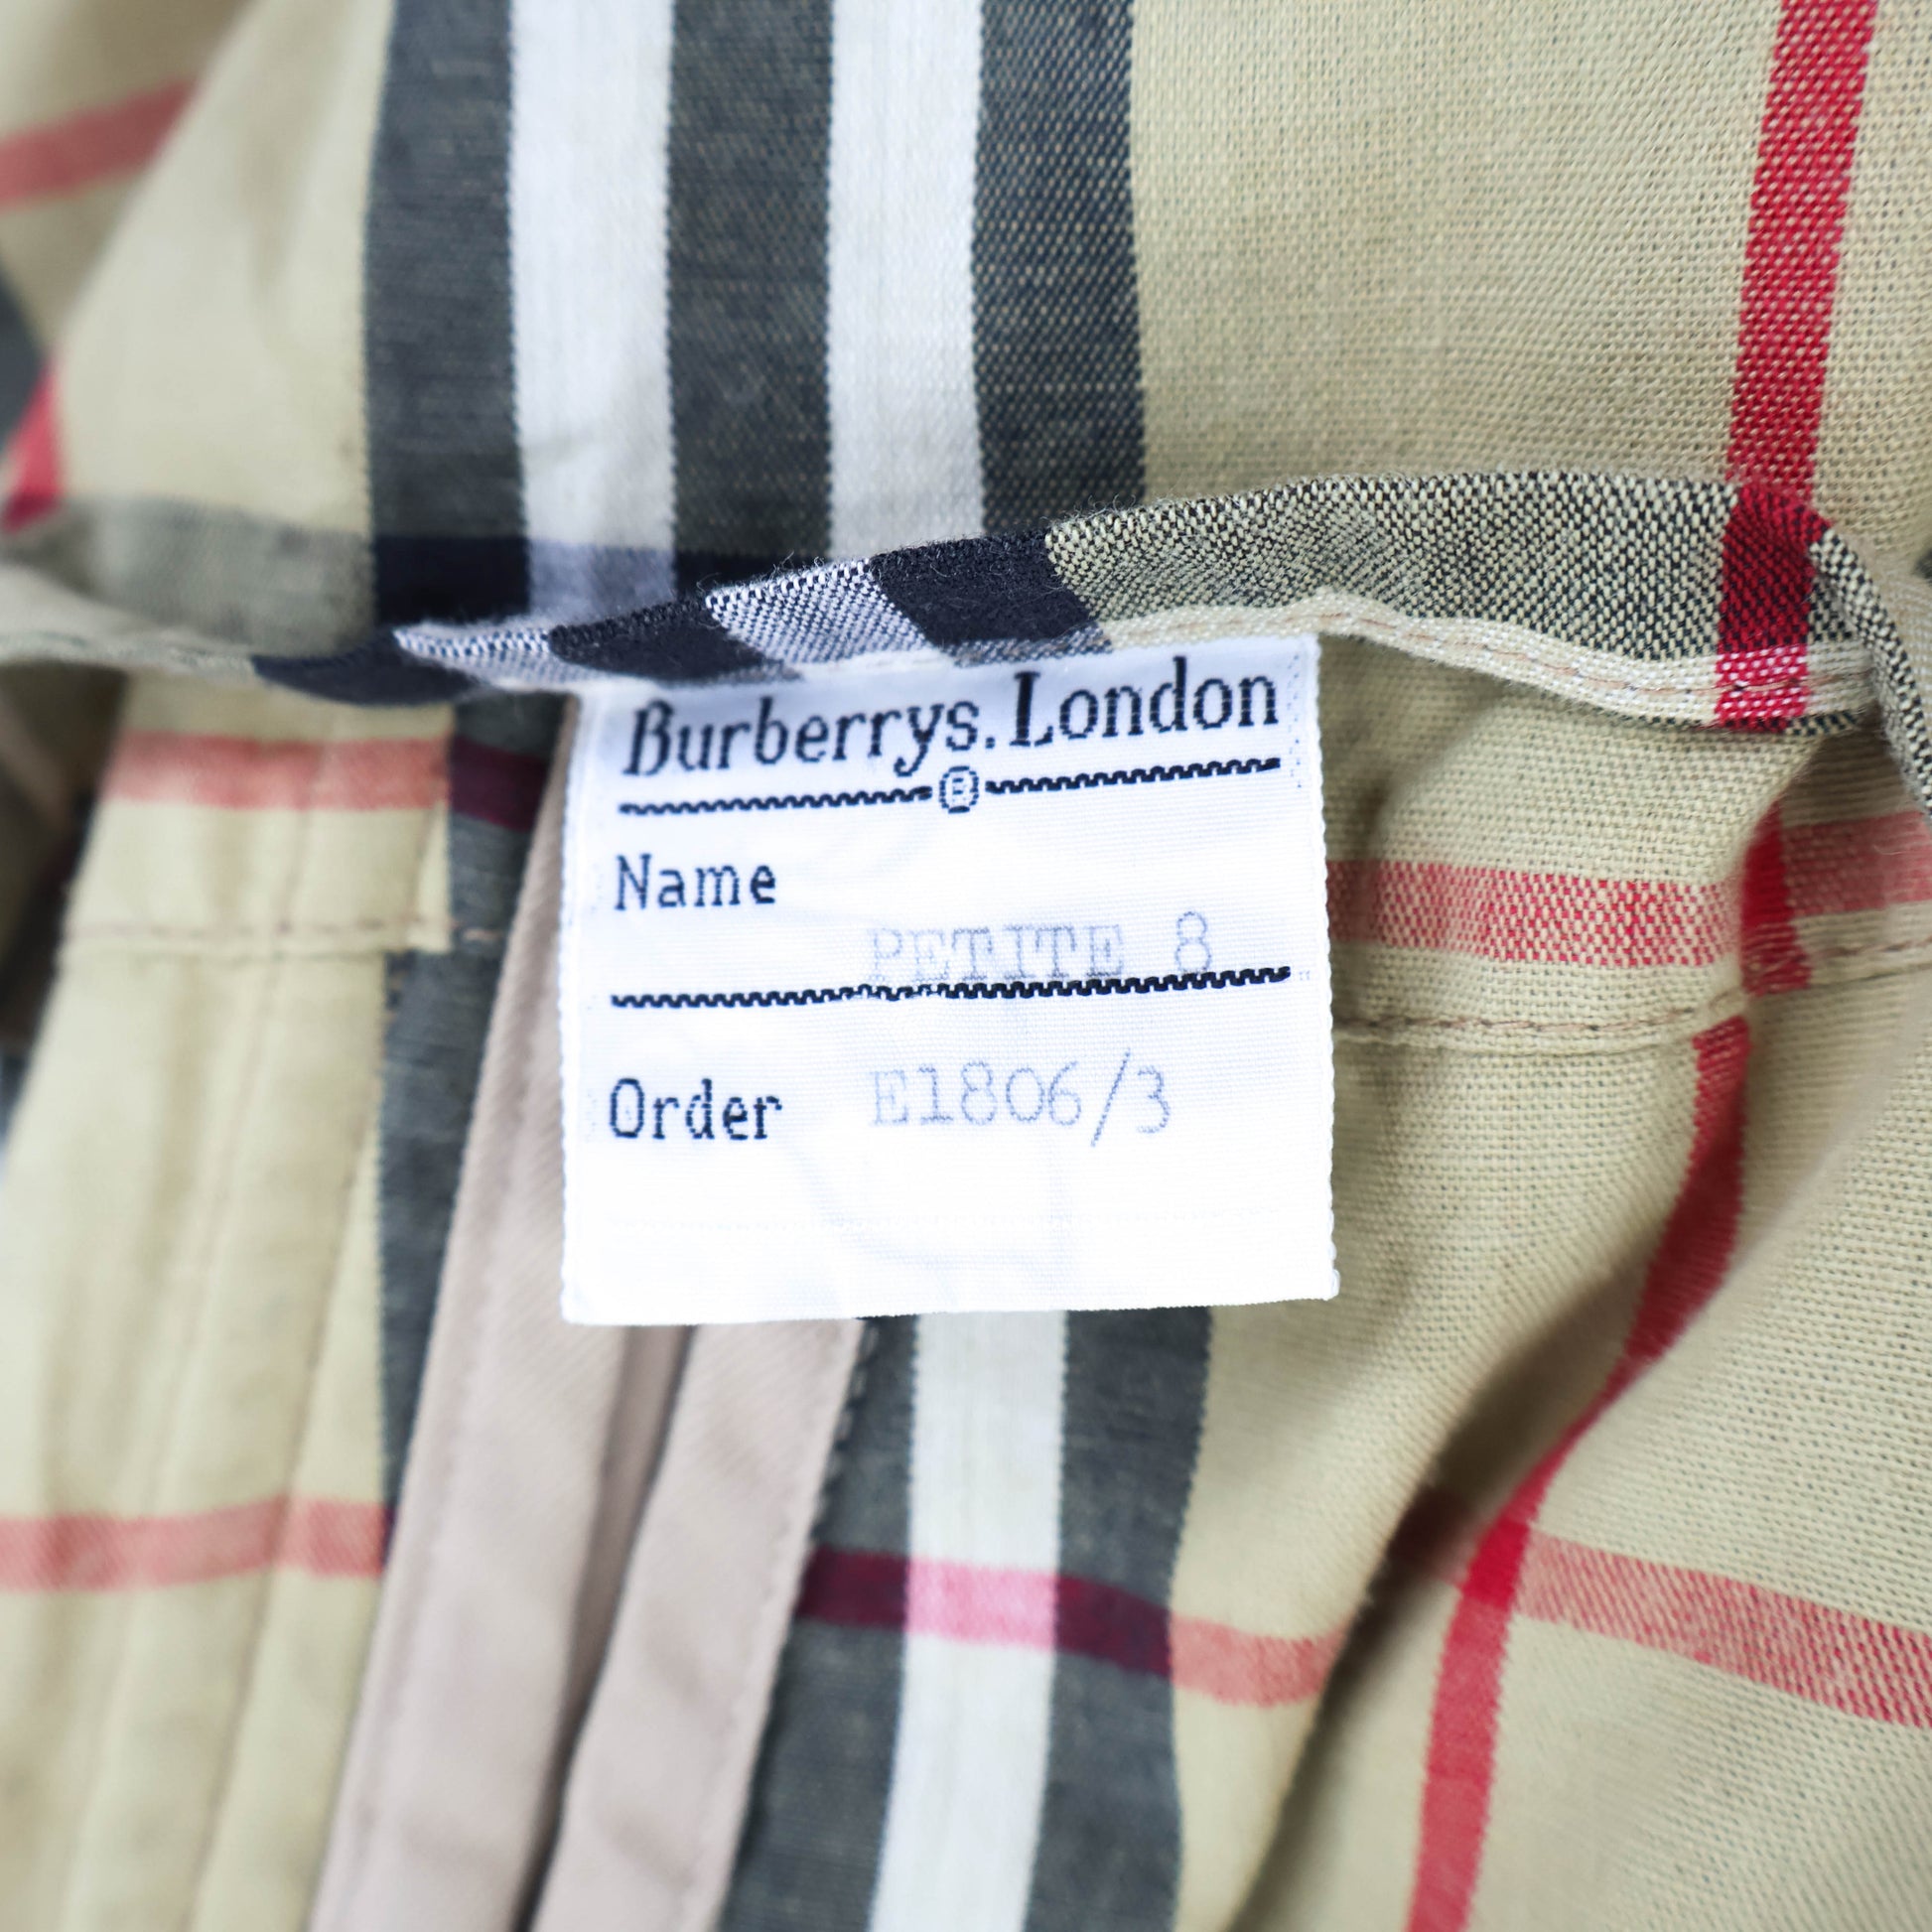 Burberrys. London
B
Name
PETITE 8
Order E1806/3